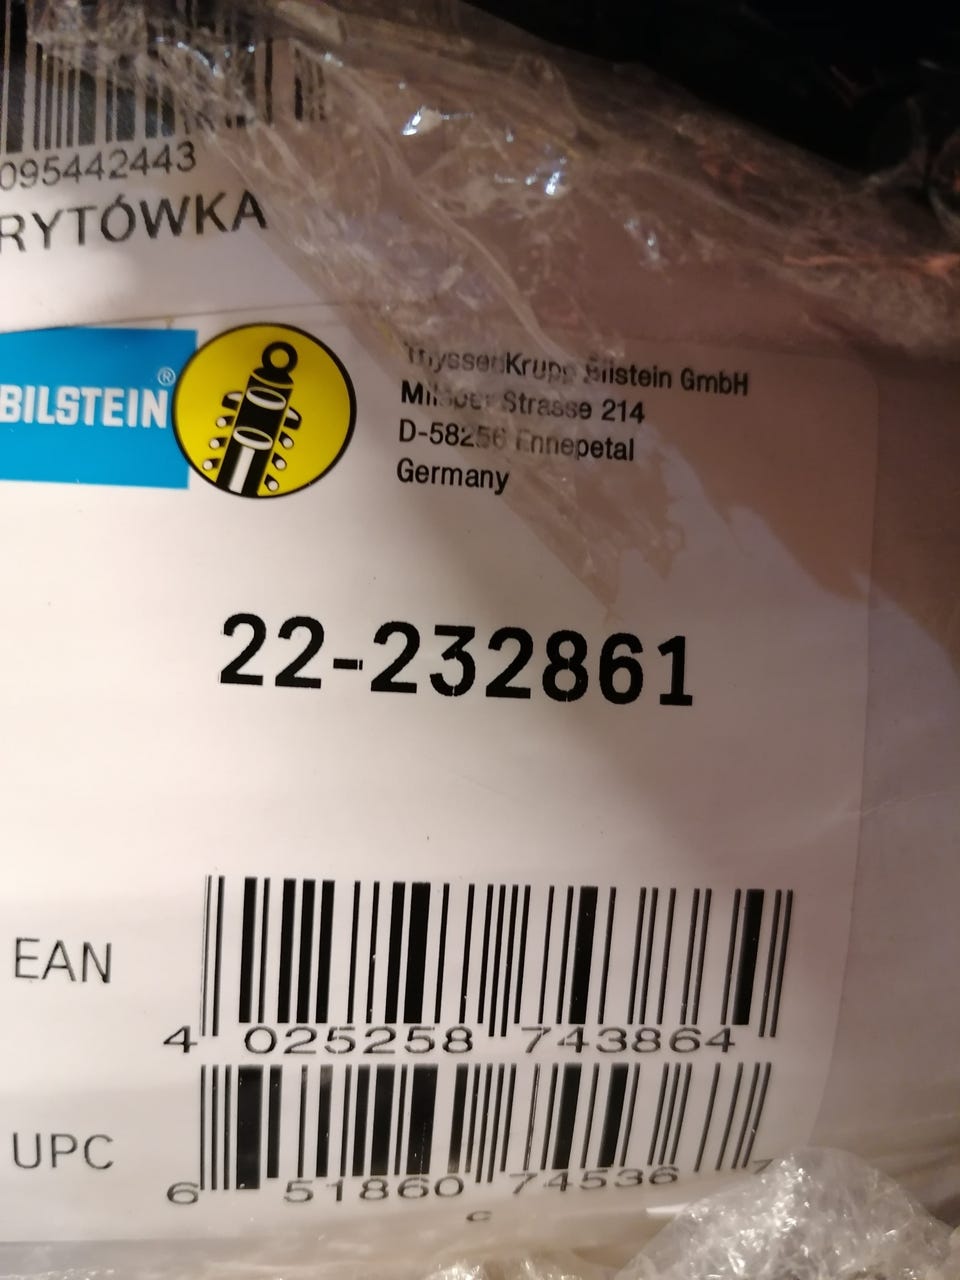 095442443
RYTÓWKA
BILSTEIN®
ThyssenKrupp Bilstein GmbH
Milsper Strasse 214
D-58256 Ennepetal
Germany
22-232861
EAN
4 025258 743864
UPC
6 51860 74536 7
c